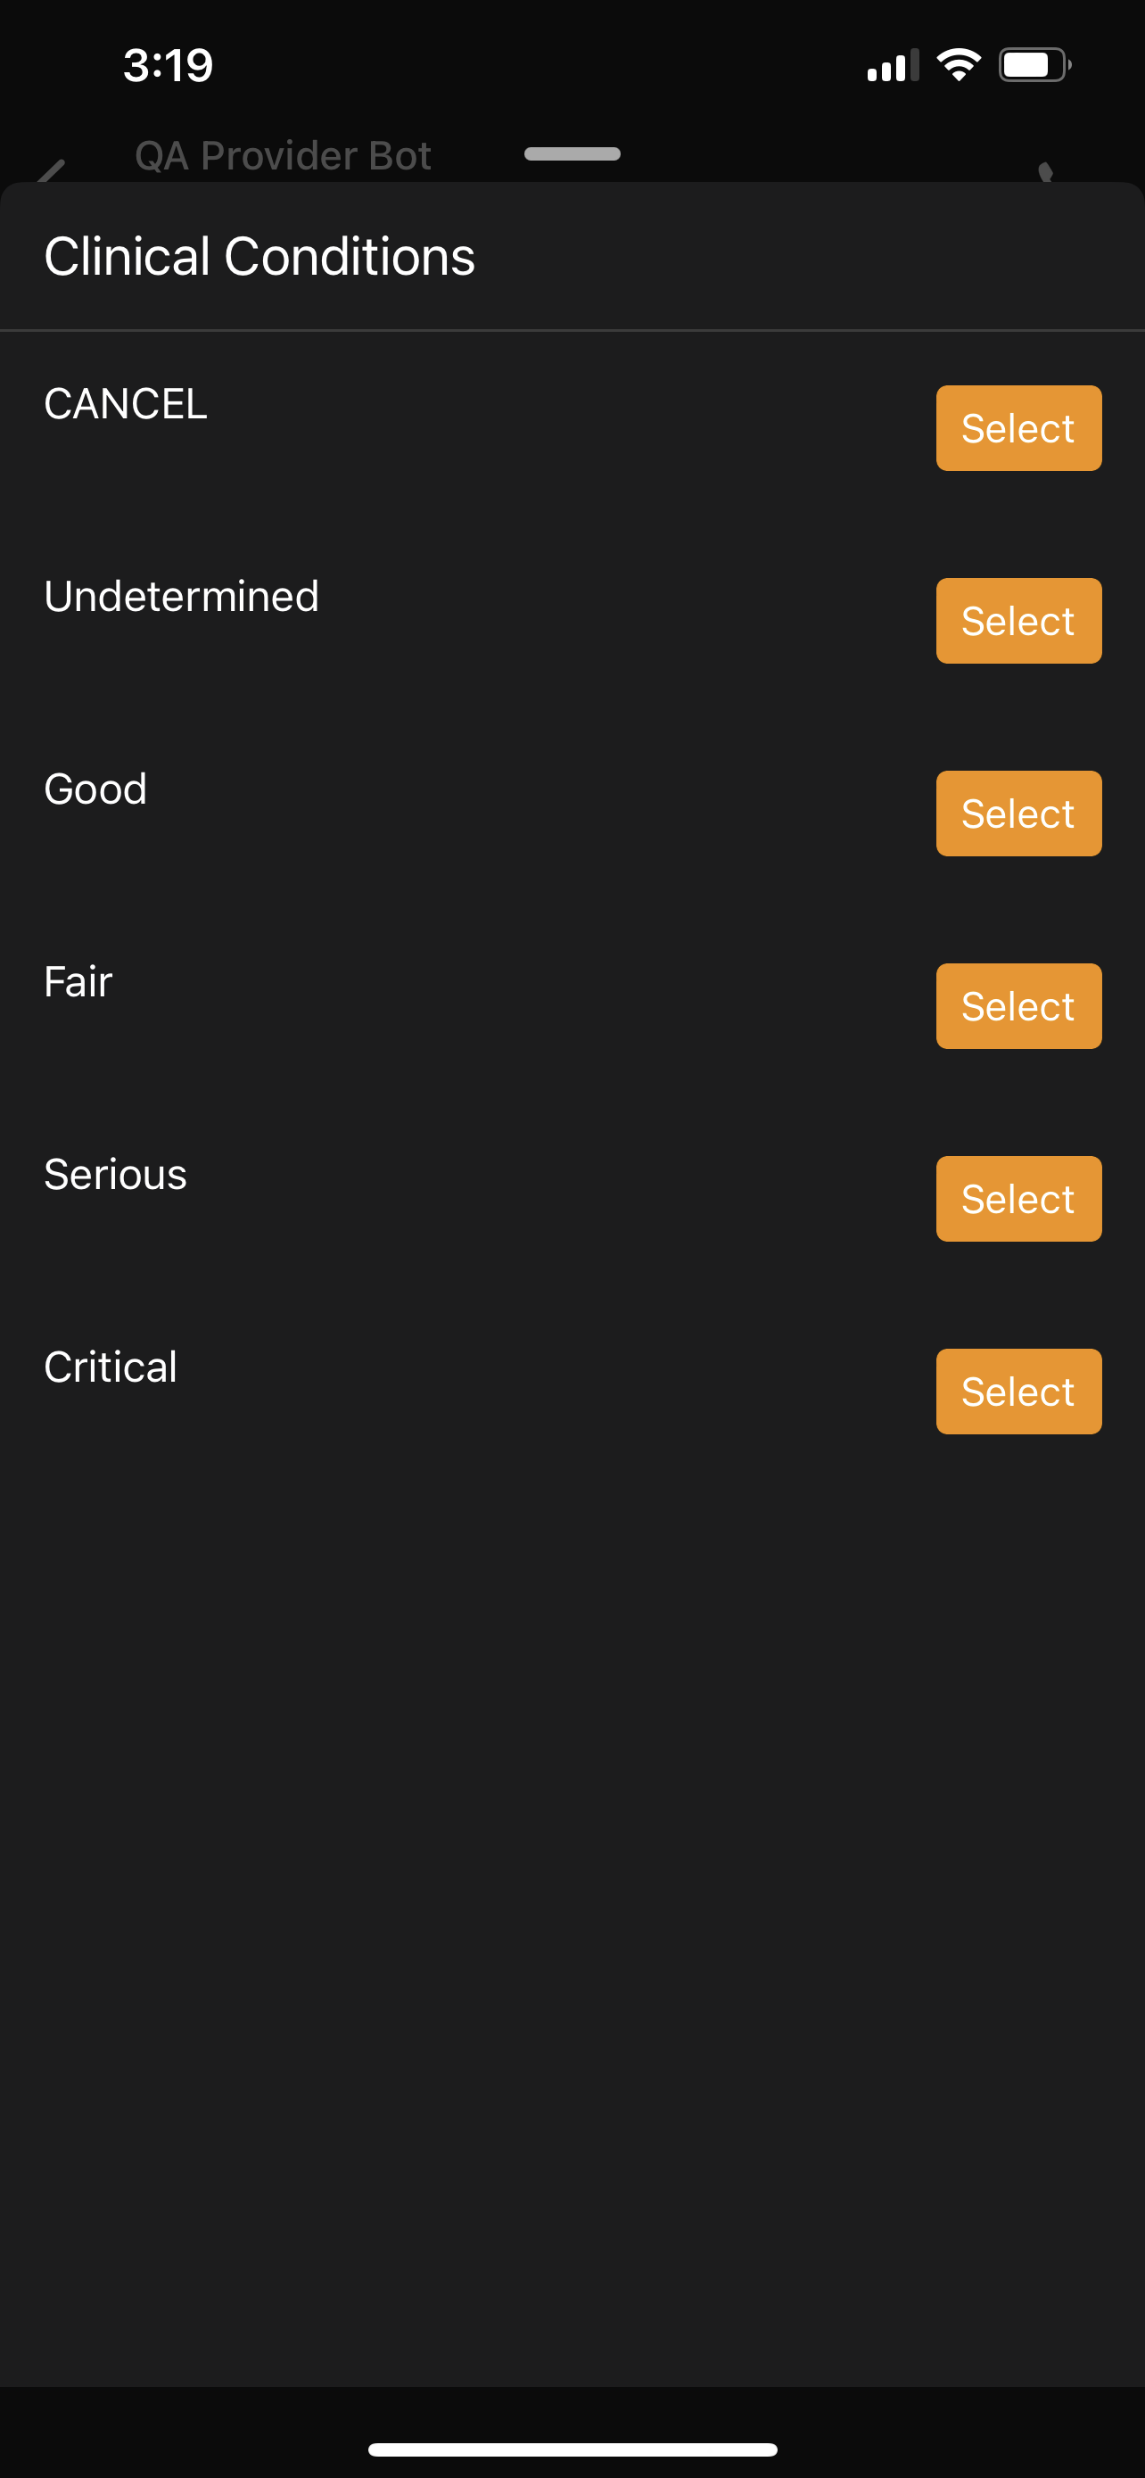 3:19
QA Provider Bot
Clinical Conditions
CANCEL
Select
Undetermined
Select
Good
Select
Fair
Select
Serious
Select
Critical
Select